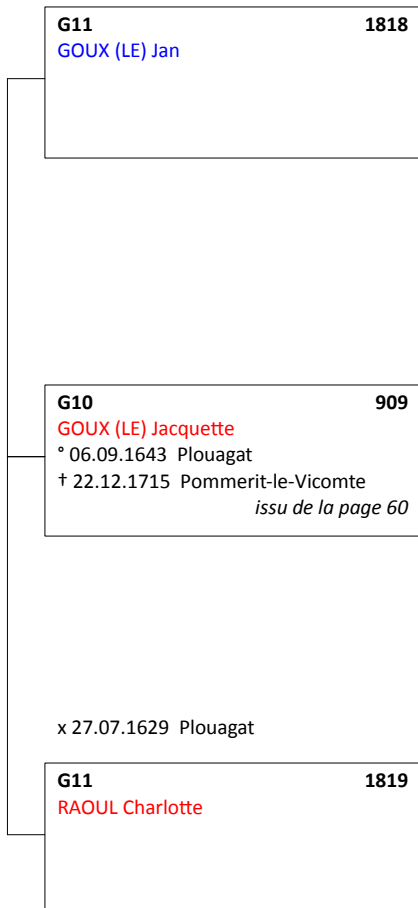 G11 1818
GOUX (LE) Jan
G10 909
GOUX (LE) Jacquette
° 06.09.1643 Plouagat
† 22.12.1715 Pommerit-le-Vicomte
issu de la page 60
x 27.07.1629 Plouagat
G11 1819
RAOUL Charlotte